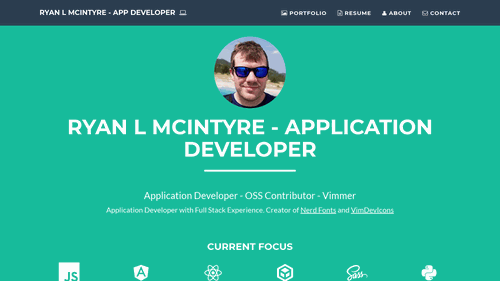 RYAN L MCINTYRE - APP DEVELOPER
PORTFOLIO RESUME ABOUT CONTACT
RYAN L MCINTYRE - APPLICATION
DEVELOPER
Application Developer - OSS Contributor - Vimmer
Application Developer with Full Stack Experience. Creator of Nerd Fonts and VimDevIcons
CURRENT FOCUS
JS
A
Sass